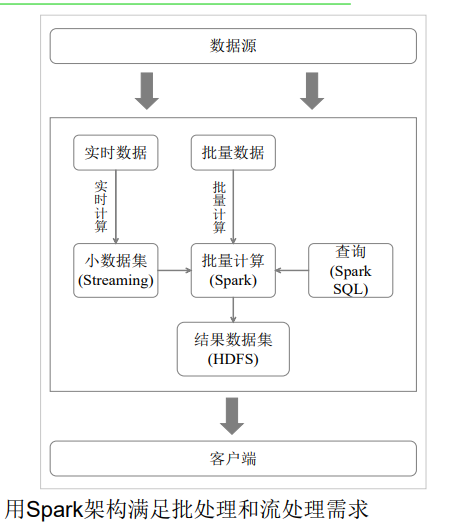 数据源
实时数据
批量数据
实时计算
批量计算
小数据集
(Streaming)
批量计算
(Spark)
查询
(Spark
SQL)
结果数据集
(HDFS)
客户端
用Spark架构满足批处理和流处理需求